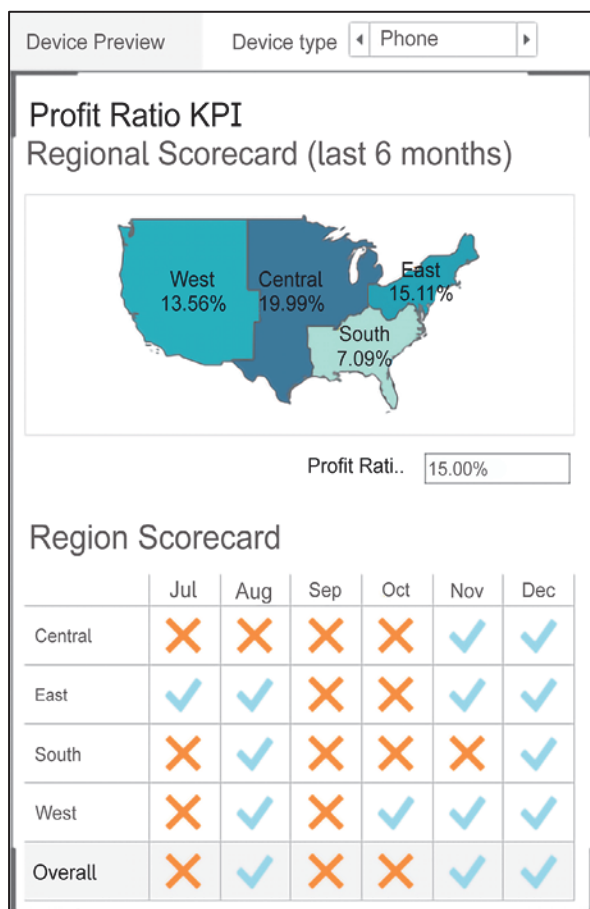 Device Preview Device type Phone
Profit Ratio KPI
Regional Scorecard (last 6 months)
West
13.56%
Central
19.99%
East
15.11%
South
7.09%
Profit Rati.. 15.00%
Region Scorecard
Jul Aug Sep Oct Nov Dec
Central
East
South
West
Overall